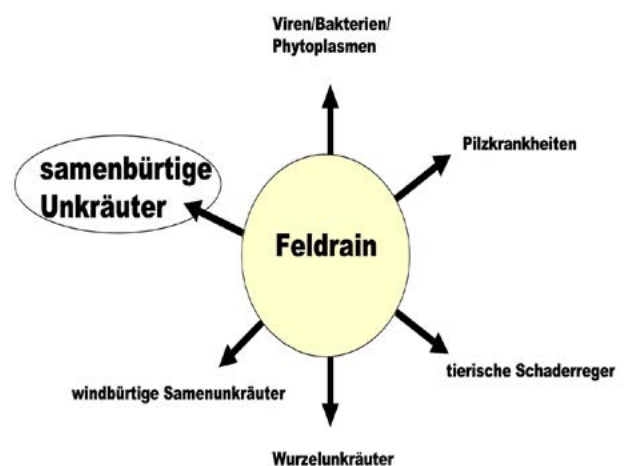 Viren/Bakterien/
Phytoplasmen
Pilzkrankheiten
samenbürtige
Unkräuter
Feldrain
tierische Schaderreger
windbürtige Samenunkräuter
Wurzelunkräuter